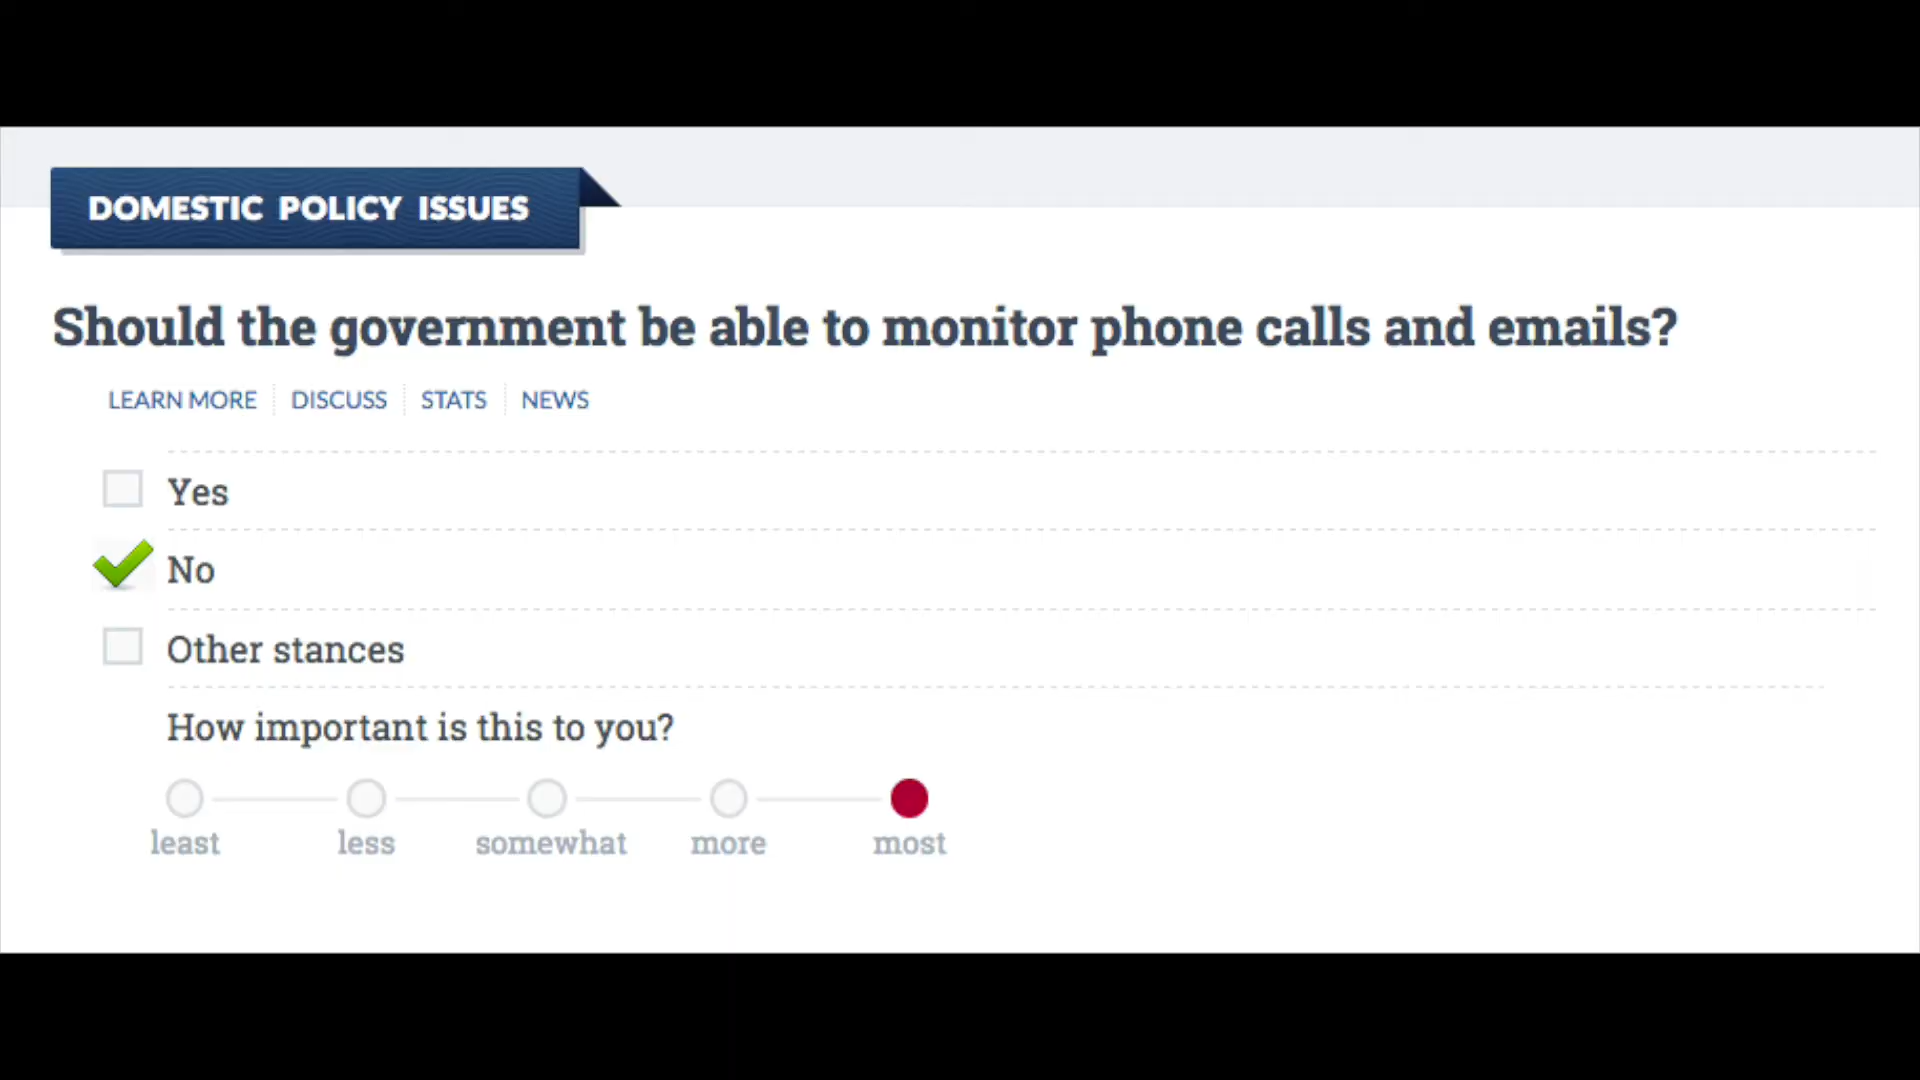 DOMESTIC POLICY ISSUES
Should the government be able to monitor phone calls and emails?
LEARN MORE DISCUSS STATS NEWS
Yes
No
Other stances
How important is this to you?
least less somewhat more most